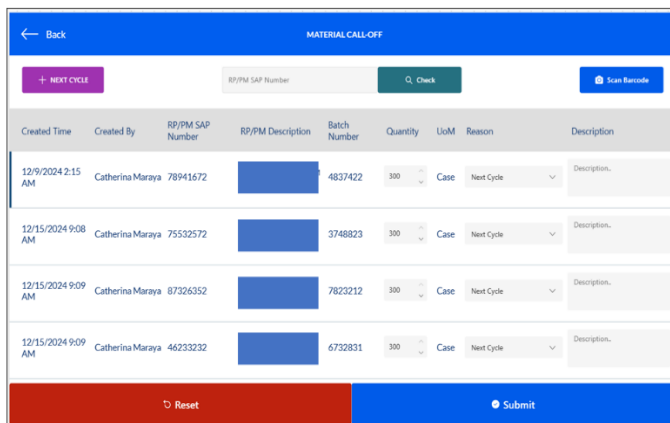 Back
MATERIAL CALL-OFF
+ NEXT CYCLE
RP/PM SAP Number
Check
Scan Barcode
Created Time Created By RP/PM SAP Number RP/PM Description Batch Number Quantity UoM Reason Description
12/9/2024 2:15 AM Catherina Maraya 78941672 4837422 300 Case Next Cycle Description..
12/15/2024 9:08 AM Catherina Maraya 75532572 3748823 300 Case Next Cycle Description..
12/15/2024 9:09 AM Catherina Maraya 87326352 7823212 300 Case Next Cycle Description..
12/15/2024 9:09 AM Catherina Maraya 46233232 6732831 300 Case Next Cycle Description..
Reset
Submit